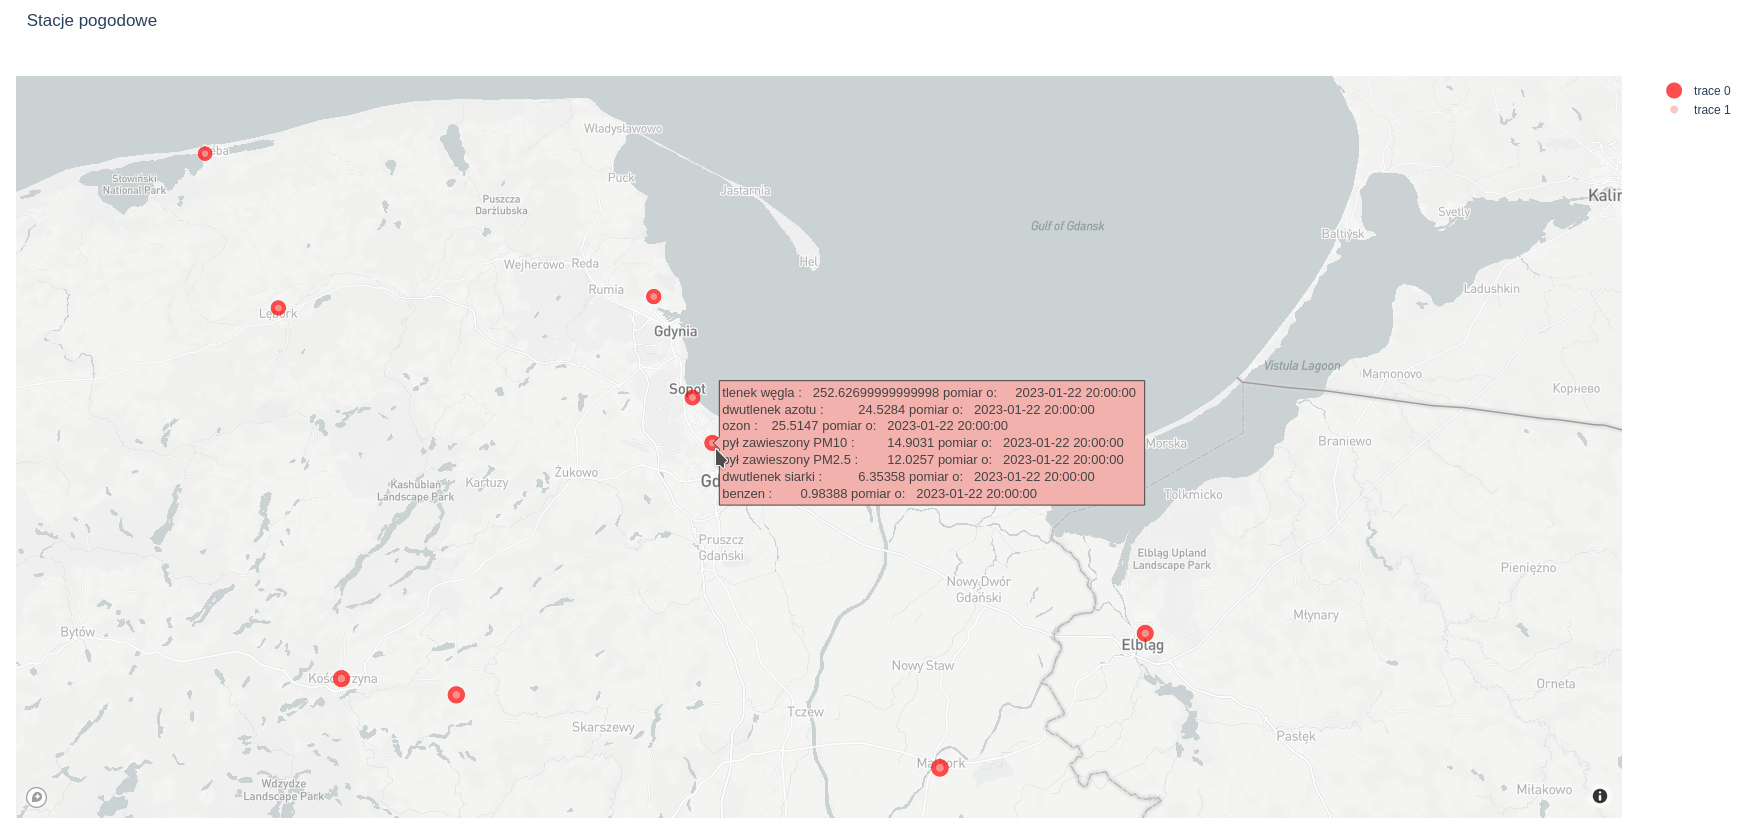 Stacje pogodowe
trace 0
trace 1
Władysławowo
Słowiński
National Park
Puck
Jastarnia
Puszcza
Darżlubska
Kalin
Svetly
Gulf of Gdansk
Baltiysk
Wejherowo
Reda
Hel
Rumia
Ladushkin
Lębork
Gdynia
Vistula Lagoon
Mamonovo
Sopot
Корнево
tlenek węgla : 252.62699999999998 pomiar o: 2023-01-22 20:00:00
dwutlenek azotu : 24.5284 pomiar o: 2023-01-22 20:00:00
ozon : 25.5147 pomiar o: 2023-01-22 20:00:00
pył zawieszony PM10 : 14.9031 pomiar o: 2023-01-22 20:00:00
pył zawieszony PM2.5 : 12.0257 pomiar o: 2023-01-22 20:00:00
dwutlenek siarki : 6.35358 pomiar o: 2023-01-22 20:00:00
benzen : 0.98388 pomiar o: 2023-01-22 20:00:00
Morska
Braniewo
Żukowo
Kashubian
Landscape Park
Kartuzy
Gd
Tolkmicko
Pruszcz
Gdański
Elbląg Upland
Landscape Park
Pieniężno
Nowy Dwór
Gdański
Młynary
Bytów
Elbląg
Nowy Staw
Kościerzyna
Orneta
Tczew
Skarszewy
Pasłęk
Malbork
Wdzydze
Landscape Park
Miłakowo